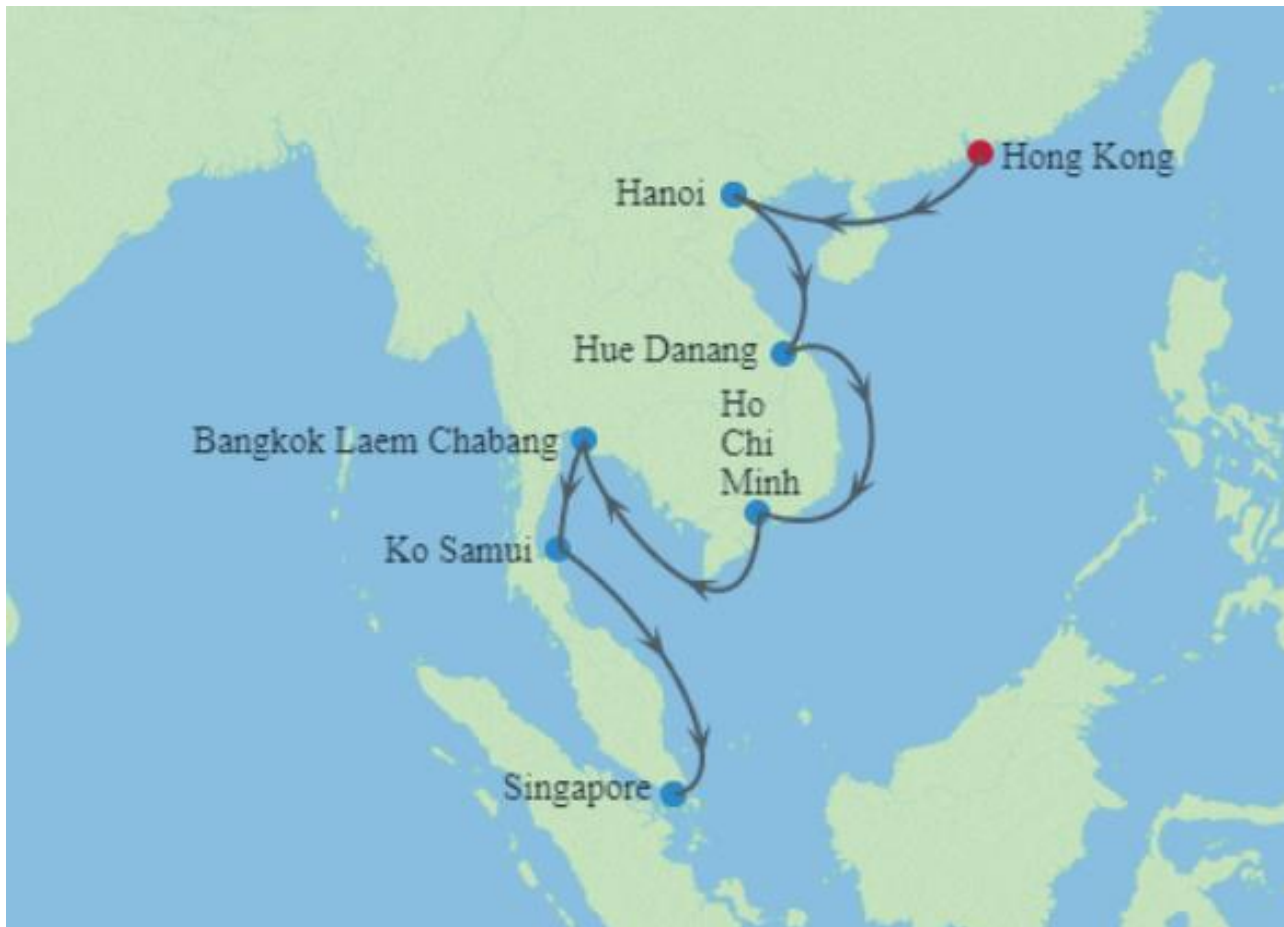 Hong Kong
Hanoi
Hue Danang
Ho
Chi
Minh
Bangkok Laem Chabang
Ko Samui
Singapore